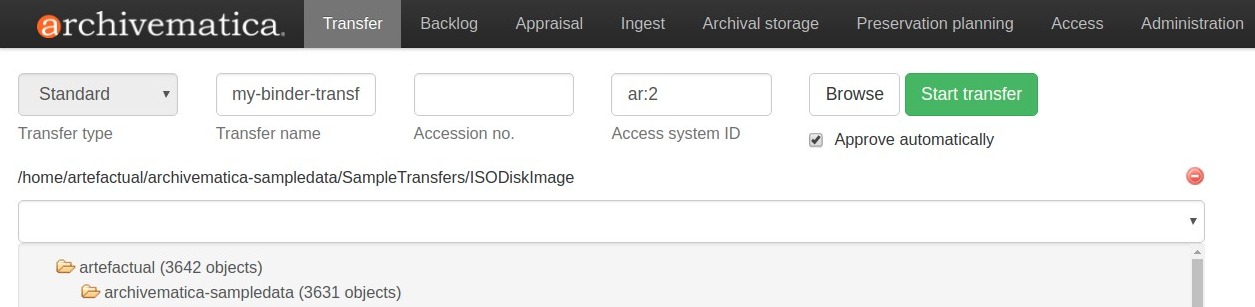 archivematica. Transfer Backlog Appraisal Ingest Archival storage Preservation planning Access Administration
Standard my-binder-transf ar:2 Browse Start transfer
Transfer type Transfer name Accession no. Access system ID Approve automatically
/home/artefactual/archivematica-sampledata/SampleTransfers/ISODiskImage
artefactual (3642 objects)
archivematica-sampledata (3631 objects)